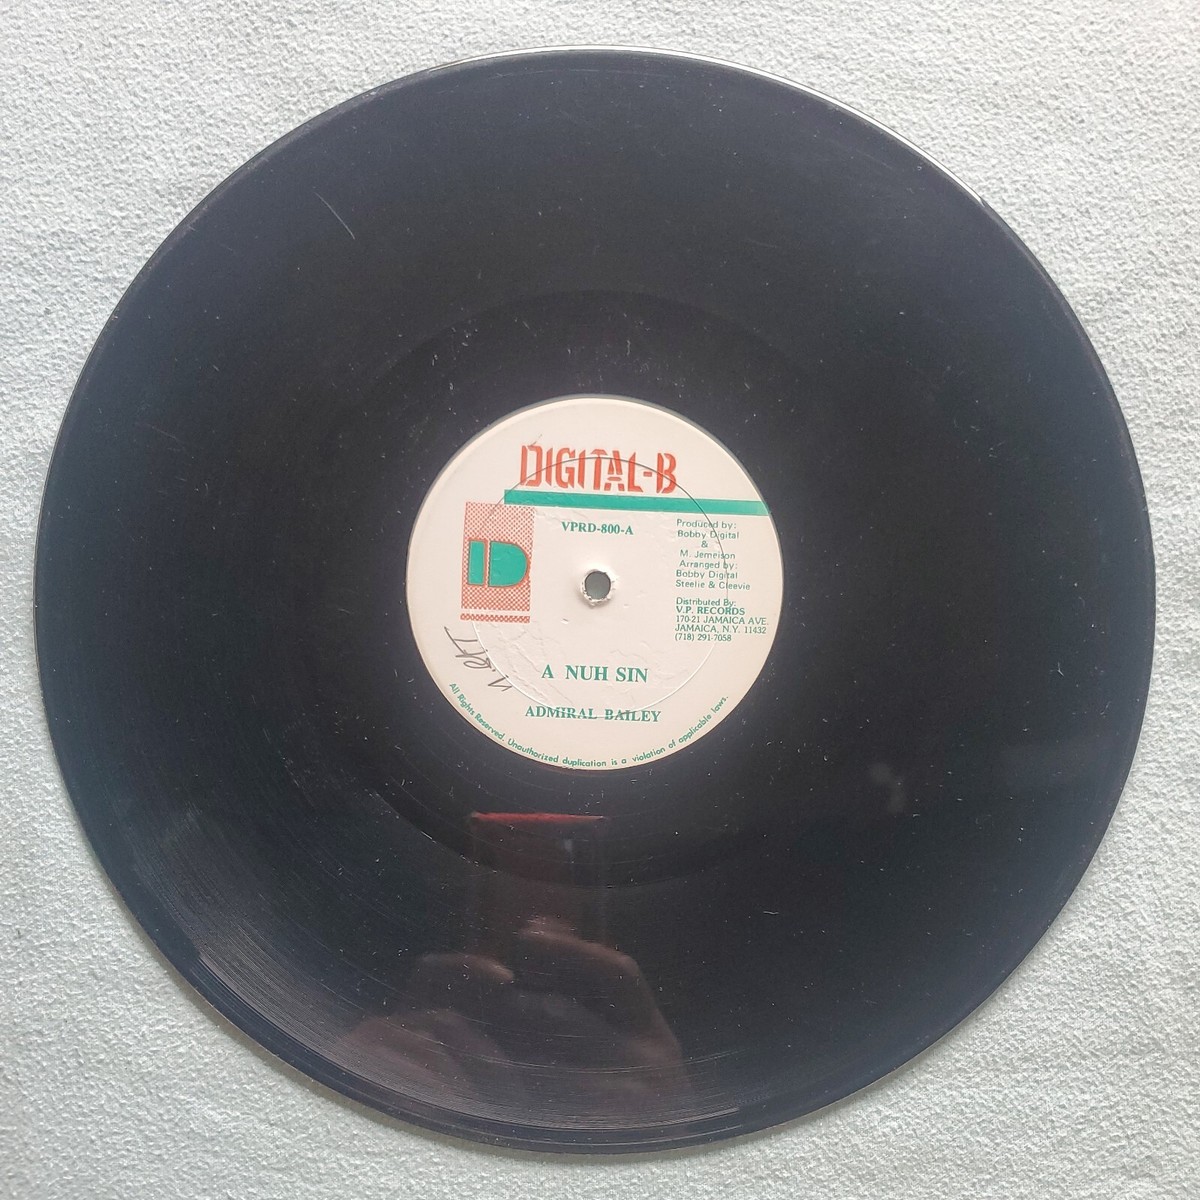 DIGITAL-B
VPRD-800-A
Produced by:
Bobby Digital
&
M. Jemeison
Arranged by:
Bobby Digital
Steelie & Cleevie
Distributed By:
V.P. RECORDS
170-21 JAMAICA AVE.
JAMAICA, N.Y. 11432
(718) 291-7058
A NUH SIN
ADMIRAL BAILEY
All Rights Reserved. Unauthorized duplication is a violation of applicable laws.